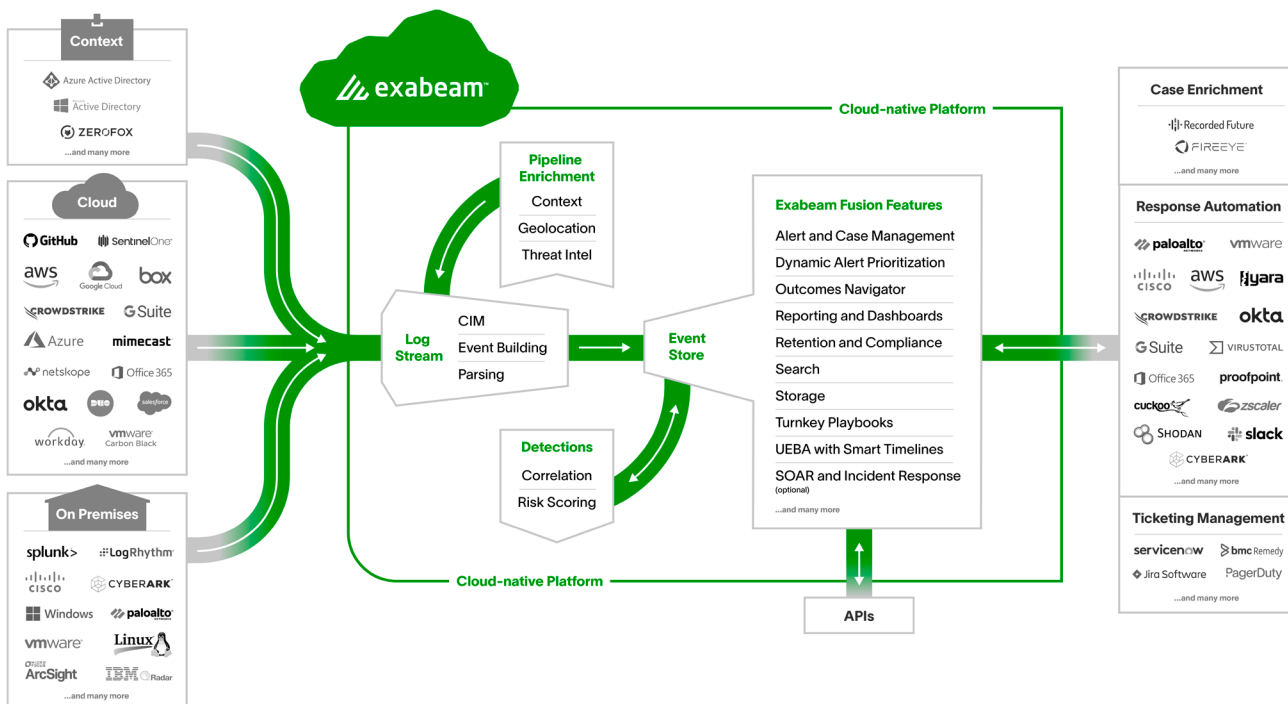 Context
Azure Active Directory
Microsoft
Active Directory
ZEROFOX
...and many more
Cloud
GitHub
SentinelOne
aws
Google Cloud
box
CROWDSTRIKE
G Suite
Azure
mimecast
netskope
Office 365
okta
DUO
salesforce
workday.
vmware
Carbon Black
...and many more
On Premises
splunk>
LogRhythm
CISCO
CYBERARK
Windows
paloalto
NETWORKS
vmware
Linux
ArcSight
IBM QRadar
...and many more
exabeam™
Cloud-native Platform
Pipeline
Enrichment
Context
Geolocation
Threat Intel
Log
Stream
CIM
Event Building
Parsing
Event
Store
Detections
Correlation
Risk Scoring
Exabeam Fusion Features
Alert and Case Management
Dynamic Alert Prioritization
Outcomes Navigator
Reporting and Dashboards
Retention and Compliance
Search
Storage
Turnkey Playbooks
UEBA with Smart Timelines
SOAR and Incident Response
(optional)
...and many more
Cloud-native Platform
APIs
Case Enrichment
Recorded Future
FIREEYE
...and many more
Response Automation
paloalto
NETWORKS
vmware
CISCO
aws
yara
CROWDSTRIKE
okta
G Suite
VIRUSTOTAL
Office 365
proofpoint.
cuckoo
zscaler
SHODAN
slack
CYBERARK
...and many more
Ticketing Management
servicenow
bmc Remedy
Jira Software
PagerDuty
...and many more